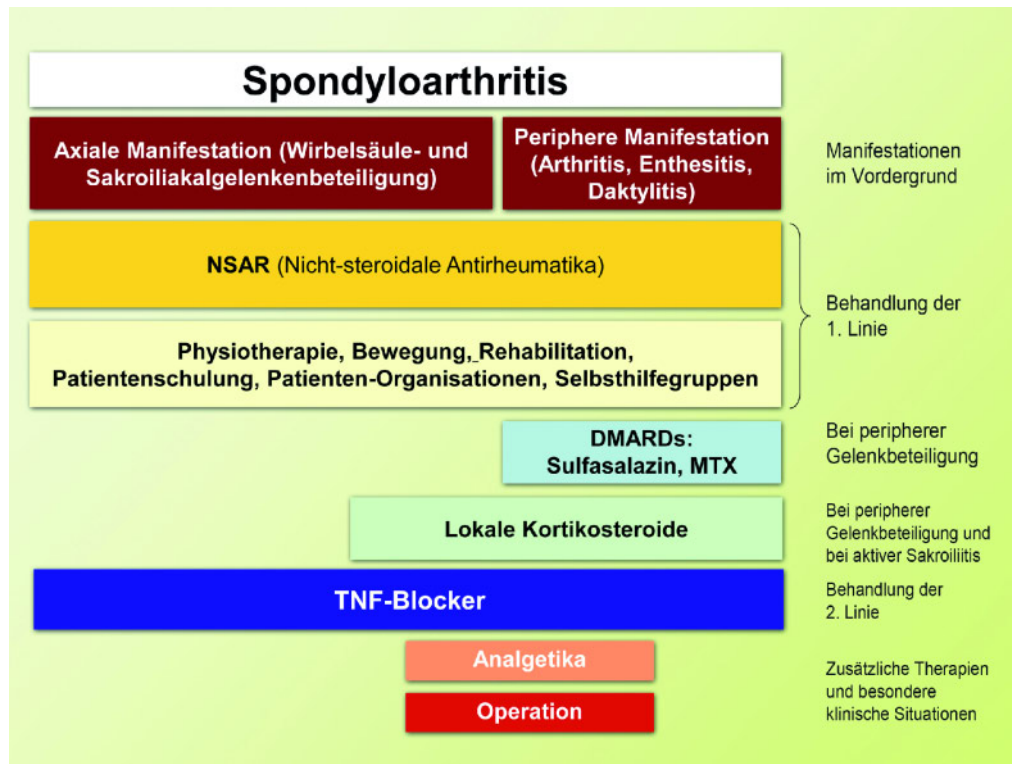 Spondyloarthritis
Axiale Manifestation (Wirbelsäule- und
Sakroiliakalgelenkenbeteiligung)
Periphere Manifestation
(Arthritis, Enthesitis,
Daktylitis)
Manifestationen
im Vordergrund
NSAR (Nicht-steroidale Antirheumatika)
Physiotherapie, Bewegung, Rehabilitation,
Patientenschulung, Patienten-Organisationen, Selbsthilfegruppen
Behandlung der
1. Linie
DMARDs:
Sulfasalazin, MTX
Bei peripherer
Gelenkbeteiligung
Lokale Kortikosteroide
Bei peripherer
Gelenkbeteiligung und
bei aktiver Sakroiliitis
TNF-Blocker
Behandlung der
2. Linie
Analgetika
Operation
Zusätzliche Therapien
und besondere
klinische Situationen